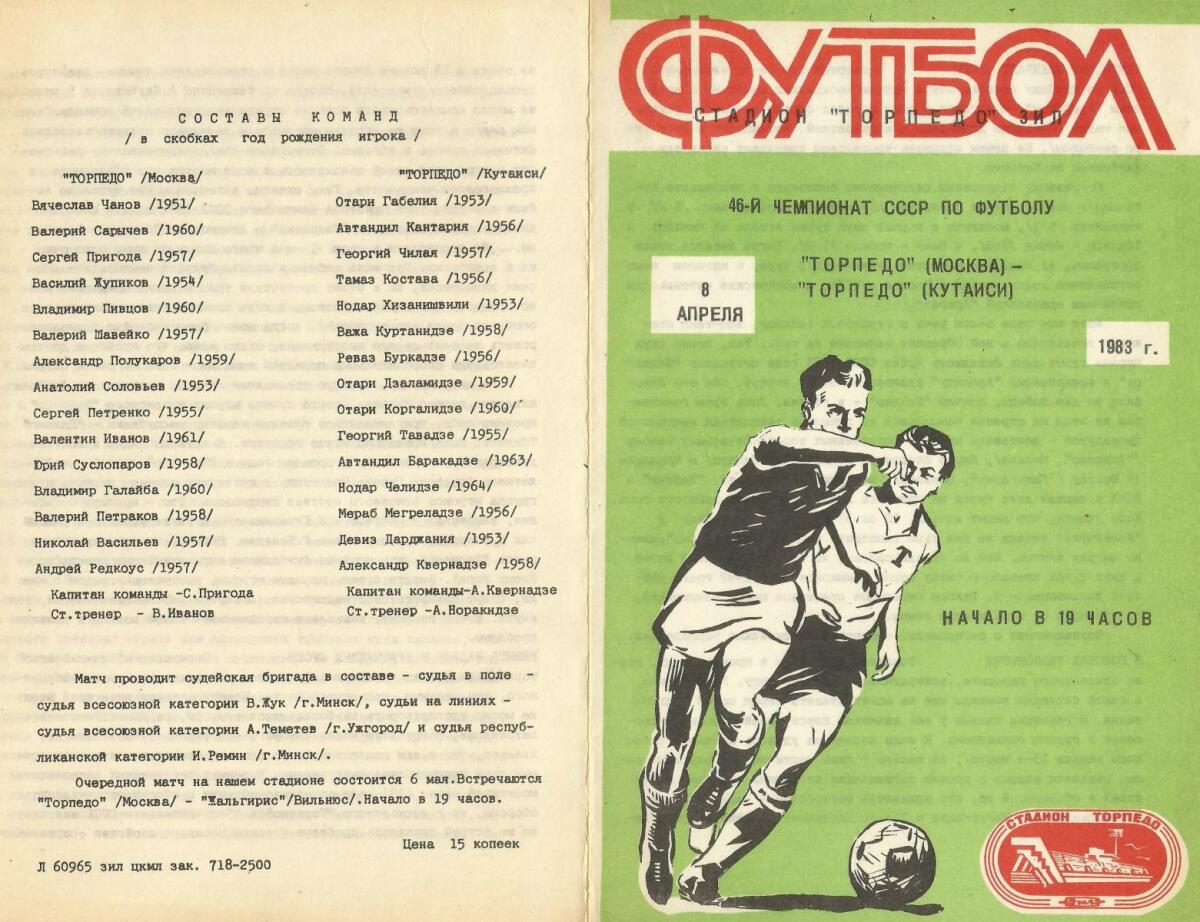 СОСТАВЫ КОМАНД
/ в скобках год рождения игрока /
"ТОРПЕДО" /Москва/
Вячеслав Чанов /1951/
Валерий Сарычев /1960/
Сергей Пригода /1957/
Василий Жупиков /1954/
Владимир Пивцов /1960/
Валерий Шавейко /1957/
Александр Полукаров /1959/
Анатолий Соловьев /1953/
Сергей Петренко /1955/
Валентин Иванов /1961/
Юрий Суслопаров /1958/
Владимир Галайба /1960/
Валерий Петраков /1958/
Николай Васильев /1957/
Андрей Редкоус /1957/
Капитан команды -С.Пригода
Ст.тренер - В.Иванов
"ТОРПЕДО" /Кутаиси/
Отари Габелия /1953/
Автандил Кантария /1956/
Георгий Чилая /1957/
Тамаз Костава /1956/
Нодар Хизанишвили /1953/
Важа Куртанидзе /1958/
Реваз Буркадзе /1956/
Отари Дзаламидзе /1959/
Отари Коргалидзе /1960/
Георгий Тавадзе /1955/
Автандил Баракадзе /1963/
Нодар Челидзе /1964/
Мераб Мегреладзе /1956/
Девиз Дарджания /1953/
Александр Квернадзе /1958/
Капитан команды-А.Квернадзе
Ст.тренер -А.Норакидзе
Матч проводит судейская бригада в составе - судья в поле -
судья всесоюзной категории В.Жук /г.Минск/, судьи на линиях -
судья всесоюзной категории А.Теметев /г.Ужгород/ и судья респуб-
ликанской категории И.Ремин /г.Минск/.
Очередной матч на нашем стадионе состоится 6 мая.Встречаются
"Торпедо" /Москва/ - "Жальгирис"/Вильнюс/.Начало в 19 часов.
Цена 15 копеек
Л 60965 зил цкмл зак. 718-2500
ФУТБОЛ
СТАДИОН "ТОРПЕДО" ЗИЛ
46-Й ЧЕМПИОНАТ СССР ПО ФУТБОЛУ
"ТОРПЕДО" (МОСКВА) –
"ТОРПЕДО" (КУТАИСИ)
8
АПРЕЛЯ
1983 г.
Т
НАЧАЛО В 19 ЧАСОВ
СТАДИОН ТОРПЕДО
ЗИЛ